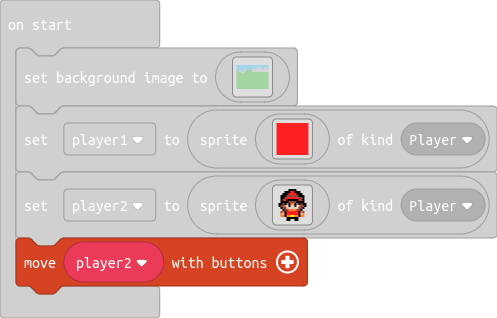 on start
set background image to
set player1 to sprite of kind Player
set player2 to sprite of kind Player
move player2 with buttons